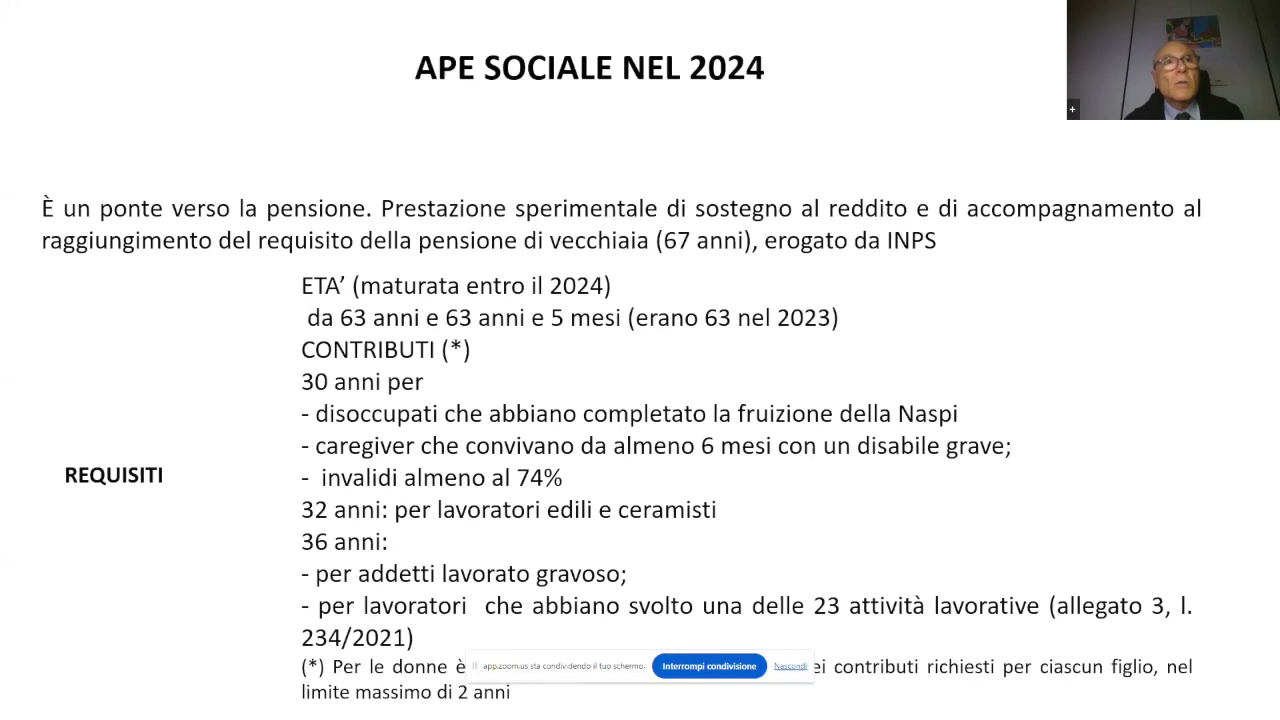 APE SOCIALE NEL 2024
È un ponte verso la pensione. Prestazione sperimentale di sostegno al reddito e di accompagnamento al
raggiungimento del requisito della pensione di vecchiaia (67 anni), erogato da INPS
ETA’ (maturata entro il 2024)
da 63 anni e 63 anni e 5 mesi (erano 63 nel 2023)
CONTRIBUTI (*)
30 anni per
- disoccupati che abbiano completato la fruizione della Naspi
- caregiver che convivano da almeno 6 mesi con un disabile grave;
REQUISITI
- invalidi almeno al 74%
32 anni: per lavoratori edili e ceramisti
36 anni:
- per addetti lavorato gravoso;
- per lavoratori che abbiano svolto una delle 23 attività lavorative (allegato 3, l.
234/2021)
(*) Per le donne è ei contributi richiesti per ciascun figlio, nel
limite massimo di 2 anni
app.zoom.us sta condividendo il tuo schermo. Interrompi condivisione Nascondi